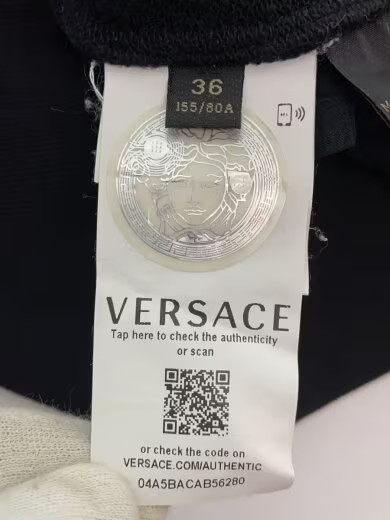 36
155/80A
VERSACE
Tap here to check the authenticity
or scan
or check the code on
VERSACE.COM/AUTHENTIC
04A5BACAB56280